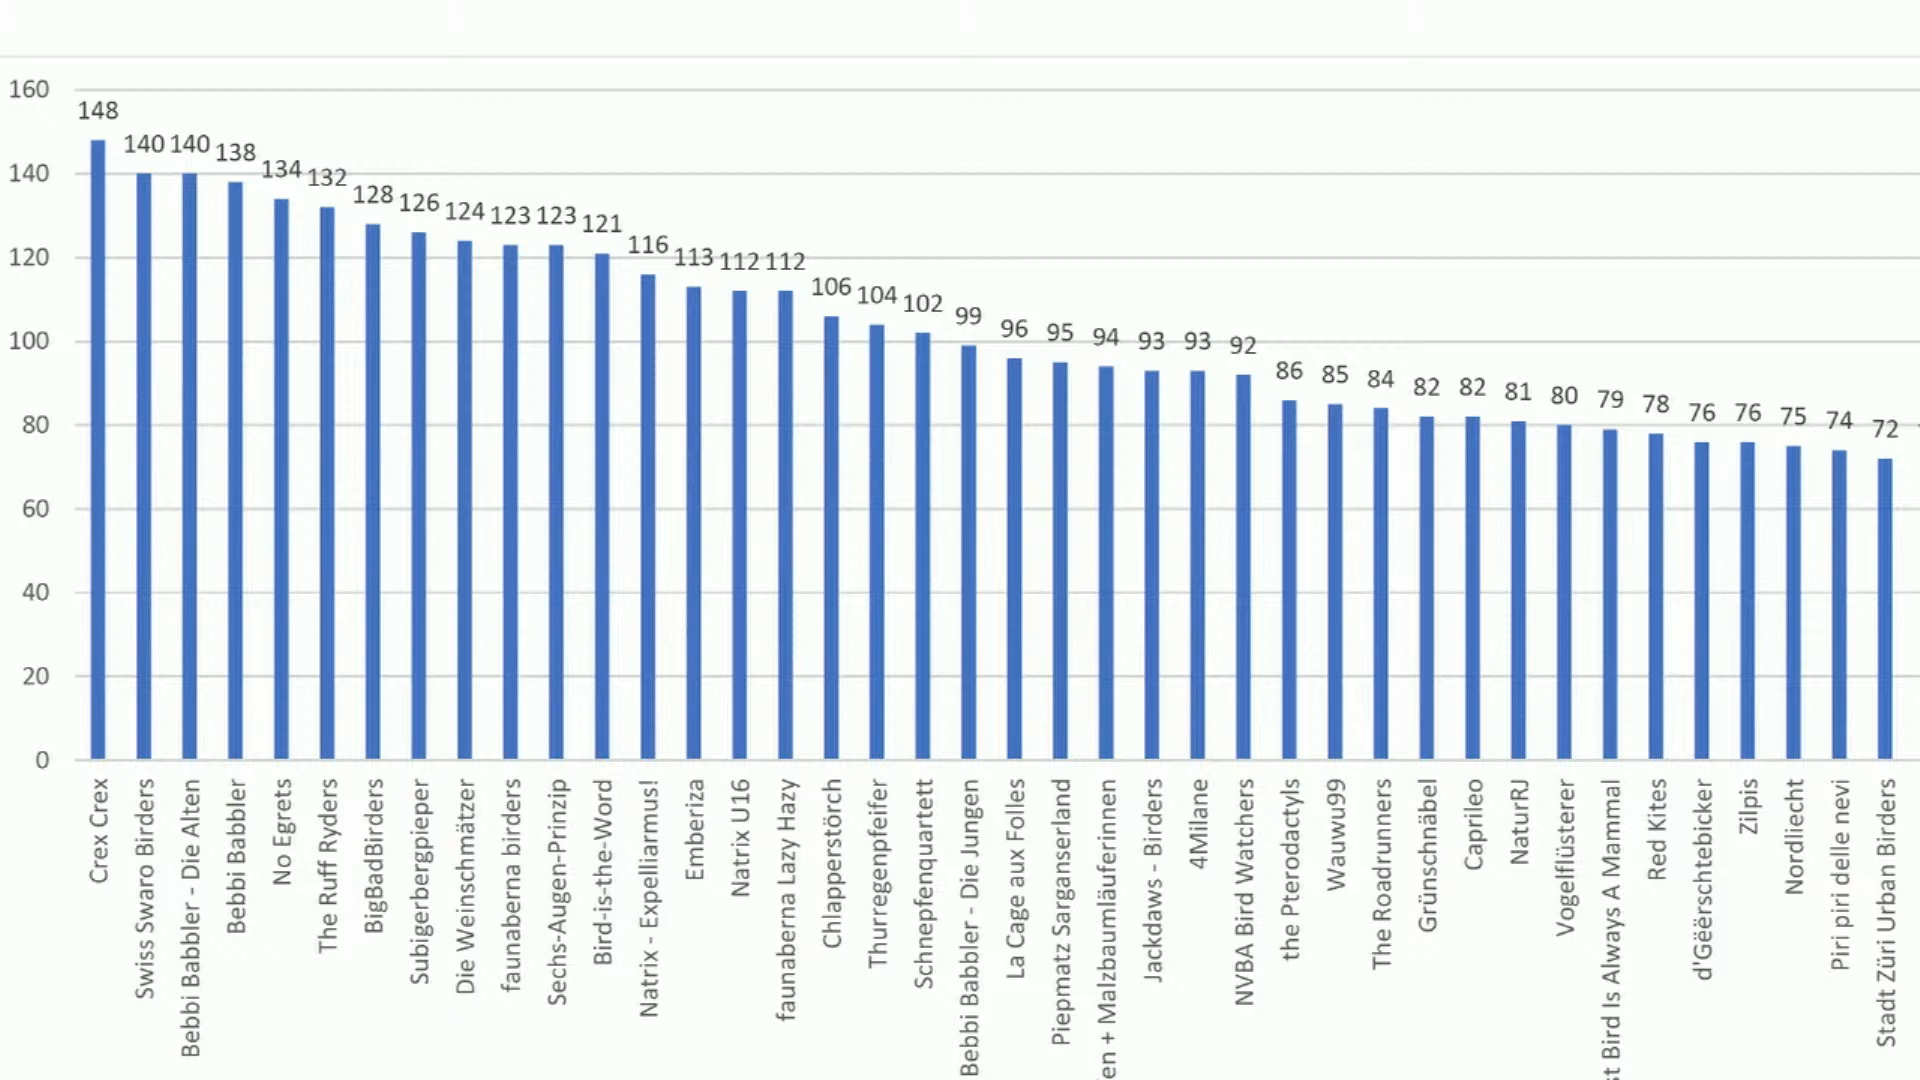 160
140
120
100
80
60
40
20
0
148
140
140
138
134
132
128
126
124
123
123
121
116
113
112
112
106
104
102
99
96
95
94
93
93
92
86
85
84
82
82
81
80
79
78
76
76
75
74
72
Crex Crex
Swiss Swaro Birders
Bebbi Babbler - Die Alten
Bebbi Babbler
No Egrets
The Ruff Ryders
BigBadBirders
Subigerbergpieper
Die Weinschmätzer
faunaberna birders
Sechs-Augen-Prinzip
Bird-is-the-Word
Natrix - Expelliarmus!
Emberiza
Natrix U16
faunaberna Lazy Hazy
Chlapperstörch
Thurregenpfeifer
Schnepfenquartett
Bebbi Babbler - Die Jungen
La Cage aux Folles
Piepmatz Sarganserland
en + Malzbaumläuferinnen
Jackdaws - Birders
4Milane
NVBA Bird Watchers
the Pterodactyls
Wauwu99
The Roadrunners
Grünschnäbel
Caprileo
NaturRJ
Vogelflüsterer
st Bird Is Always A Mammal
Red Kites
d'Gëërschtebicker
Zilpis
Nordliecht
Piri piri delle nevi
Stadt Züri Urban Birders